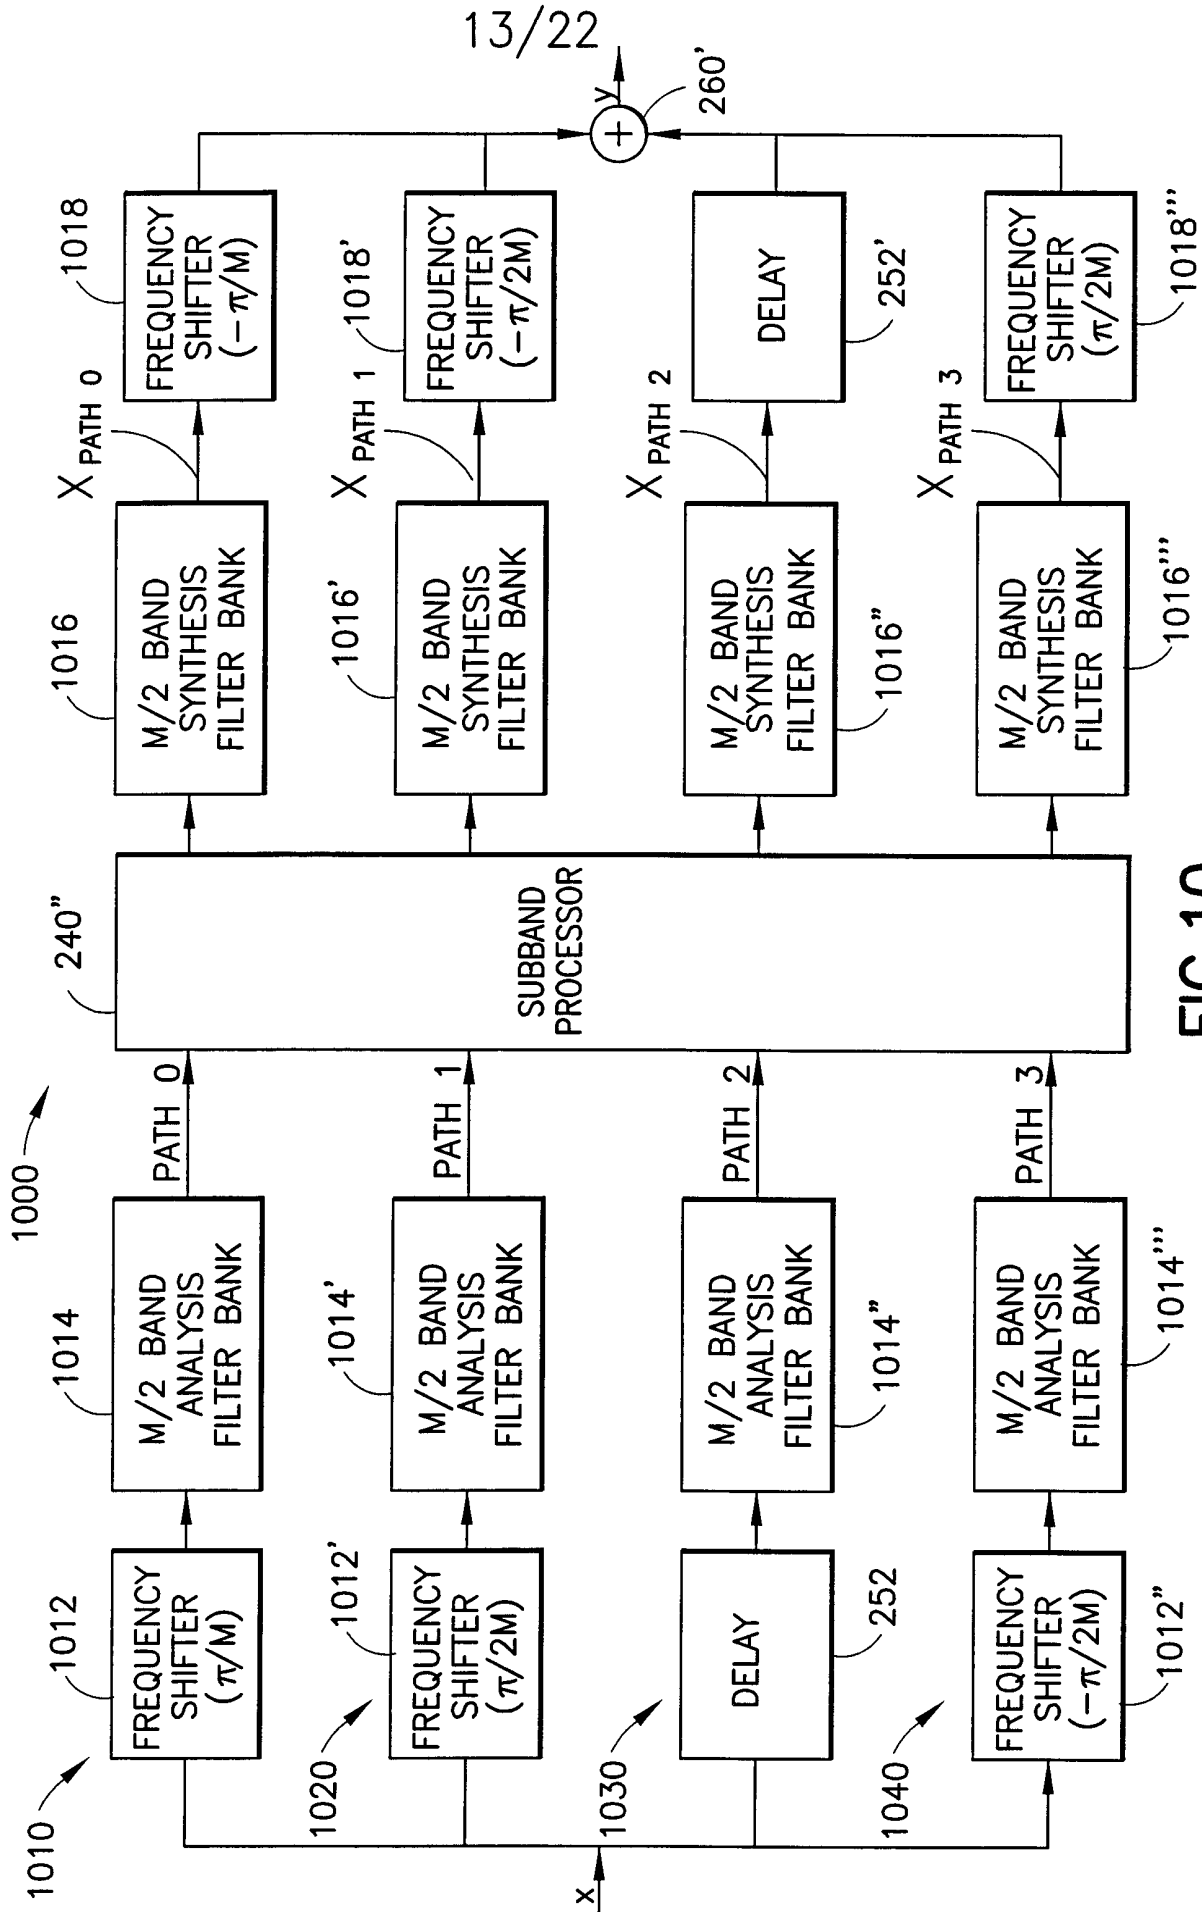 13/22
1000
1010
1012
FREQUENCY
SHIFTER
(π/M)
1014
M/2 BAND
ANALYSIS
FILTER BANK
PATH 0
240"
SUBBAND
PROCESSOR
1016
M/2 BAND
SYNTHESIS
FILTER BANK
X PATH 0
1018
FREQUENCY
SHIFTER
(−π/M)
1020
1012'
FREQUENCY
SHIFTER
(π/2M)
1014'
M/2 BAND
ANALYSIS
FILTER BANK
PATH 1
1016'
M/2 BAND
SYNTHESIS
FILTER BANK
X PATH 1
1018'
FREQUENCY
SHIFTER
(−π/2M)
x
+
y
260'
1030
DELAY
252
M/2 BAND
ANALYSIS
FILTER BANK
1014"
PATH 2
M/2 BAND
SYNTHESIS
FILTER BANK
1016"
X PATH 2
DELAY
252'
1040
FREQUENCY
SHIFTER
(−π/2M)
1012"
M/2 BAND
ANALYSIS
FILTER BANK
1014'''
PATH 3
M/2 BAND
SYNTHESIS
FILTER BANK
1016'''
X PATH 3
FREQUENCY
SHIFTER
(π/2M)
1018'''
FIG.10